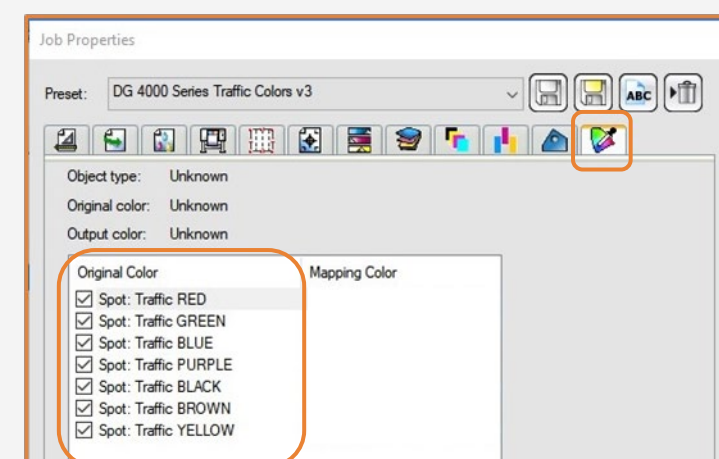 Job Properties
Preset: DG 4000 Series Traffic Colors v3 ABC
Object type: Unknown
Original color: Unknown
Output color: Unknown
Original Color Mapping Color
Spot: Traffic RED
Spot: Traffic GREEN
Spot: Traffic BLUE
Spot: Traffic PURPLE
Spot: Traffic BLACK
Spot: Traffic BROWN
Spot: Traffic YELLOW